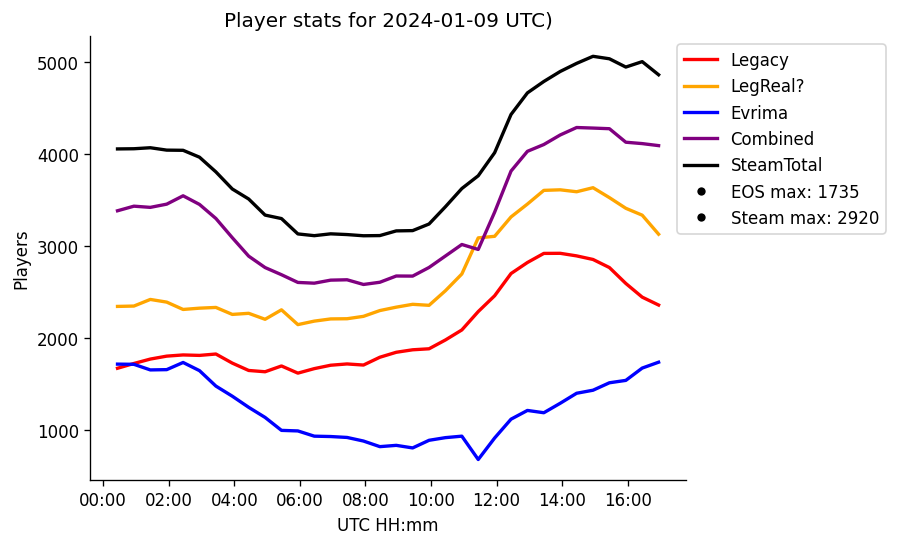 Player stats for 2024-01-09 UTC)
Legacy
LegReal?
Evrima
Combined
SteamTotal
EOS max: 1735
Steam max: 2920
Players
5000
4000
3000
2000
1000
00:00 02:00 04:00 06:00 08:00 10:00 12:00 14:00 16:00
UTC HH:mm